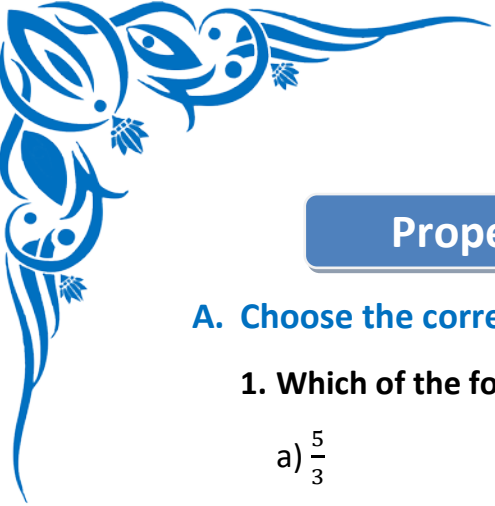 Prope
A. Choose the corre
1. Which of the fo
a) 5/3